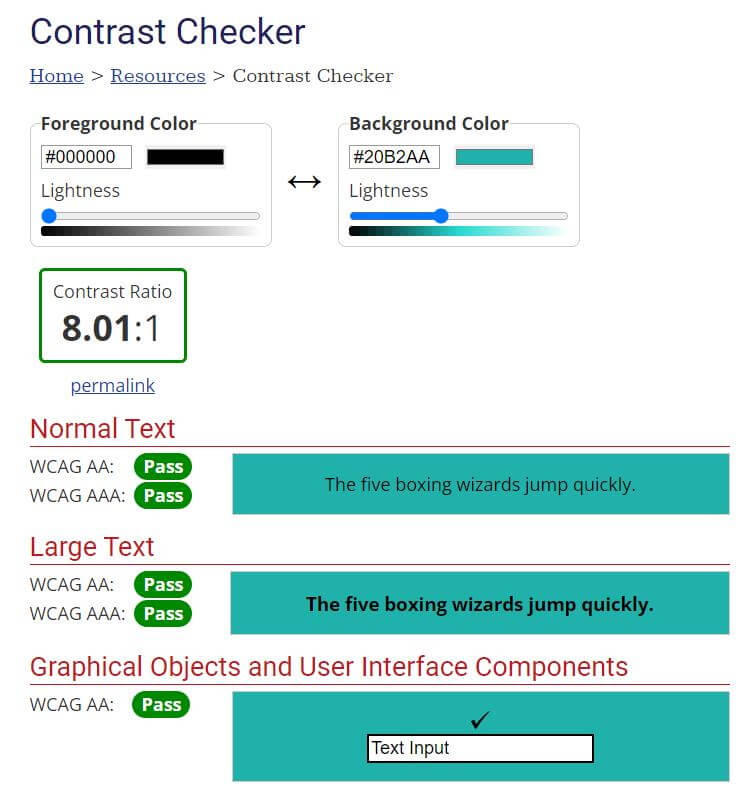 Contrast Checker
Home > Resources > Contrast Checker
Foreground Color
#000000
Lightness
Background Color
#20B2AA
Lightness
Contrast Ratio
8.01:1
permalink
Normal Text
WCAG AA: Pass
WCAG AAA: Pass
The five boxing wizards jump quickly.
Large Text
WCAG AA: Pass
WCAG AAA: Pass
The five boxing wizards jump quickly.
Graphical Objects and User Interface Components
WCAG AA: Pass
Text Input